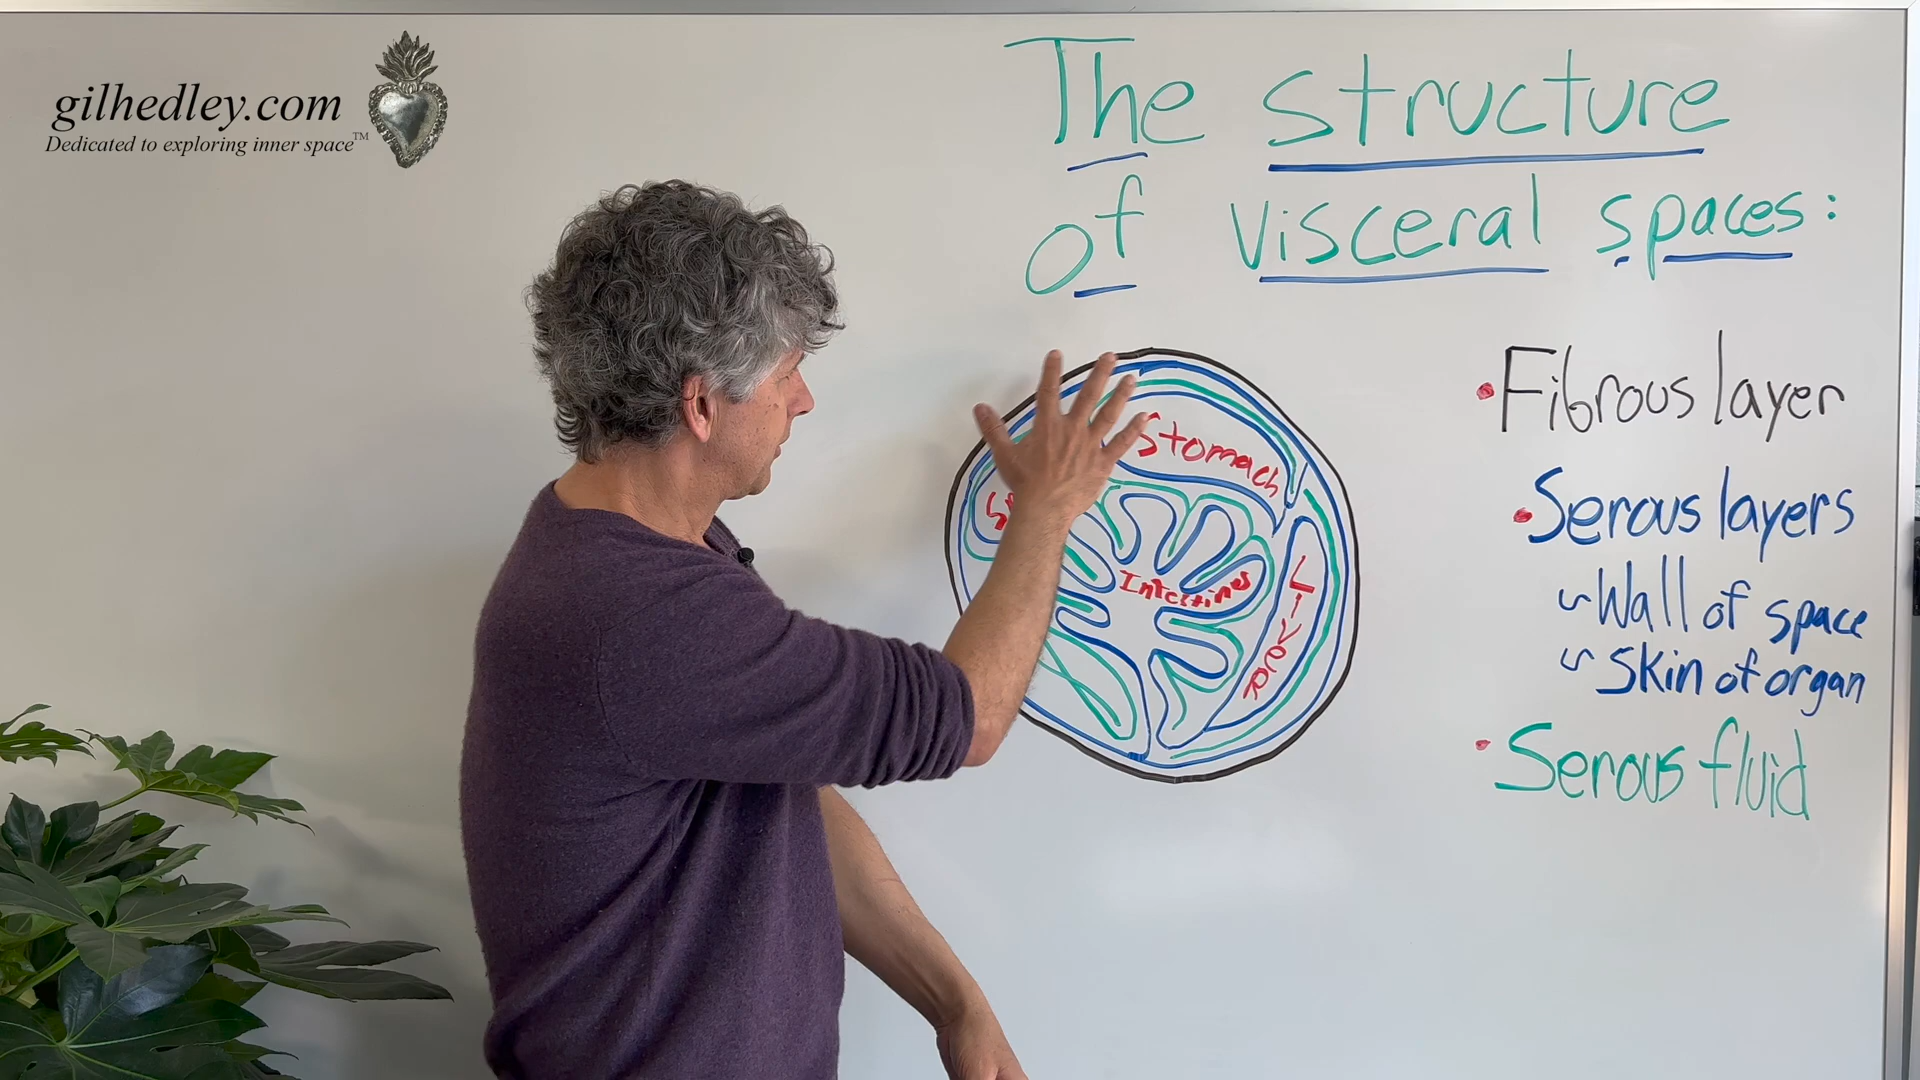 gilhedley.com
Dedicated to exploring inner space™
The structure
of visceral spaces:
• Fibrous layer
• Serous layers
~ Wall of space
~ Skin of organ
• Serous fluid
Stomach
Intestines
Liver